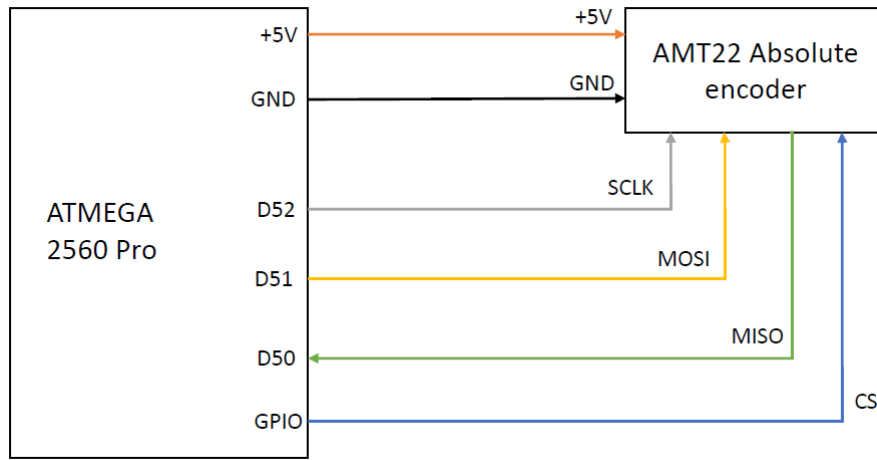 +5V
+5V
AMT22 Absolute
encoder
GND
GND
SCLK
D52
ATMEGA
2560 Pro
MOSI
D51
MISO
D50
CS
GPIO